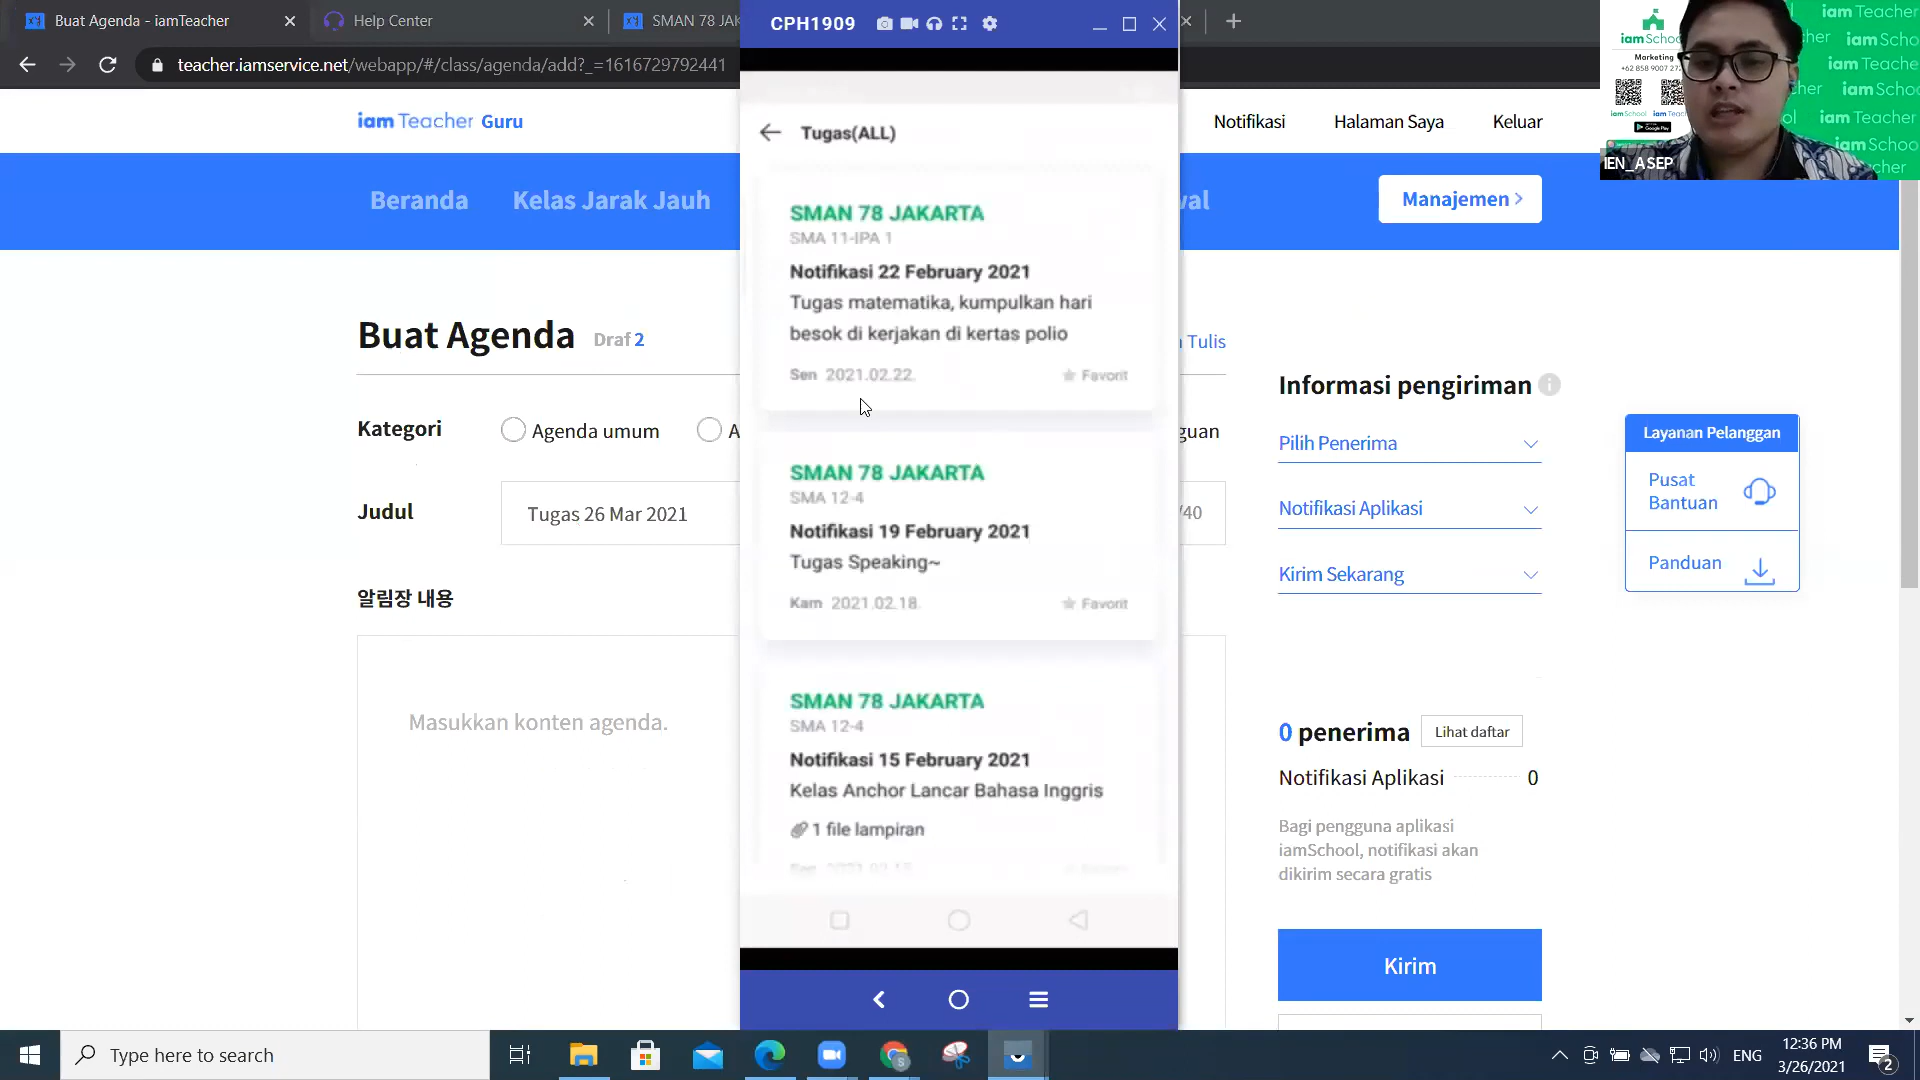 Buat Agenda - iamTeacher
Help Center
SMAN 78 JAK
CPH1909
teacher.iamservice.net/webapp/#/class/agenda/add?_=1616729792441
iam Teacher Guru
Notifikasi
Halaman Saya
Keluar
Beranda
Kelas Jarak Jauh
Manajemen
Buat Agenda
Draf 2
Tulis
Kategori
Agenda umum
Judul
Tugas 26 Mar 2021
/40
알림장 내용
Masukkan konten agenda.
Tugas(ALL)
SMAN 78 JAKARTA
SMA 11-IPA 1
Notifikasi 22 February 2021
Tugas matematika, kumpulkan hari
besok di kerjakan di kertas polio
Sen 2021.02.22.
Favorit
SMAN 78 JAKARTA
SMA 12-4
Notifikasi 19 February 2021
Tugas Speaking~
Kam 2021.02.18.
Favorit
SMAN 78 JAKARTA
SMA 12-4
Notifikasi 15 February 2021
Kelas Anchor Lancar Bahasa Inggris
1 file lampiran
Informasi pengiriman
Pilih Penerima
Notifikasi Aplikasi
Kirim Sekarang
0 penerima
Lihat daftar
Notifikasi Aplikasi
0
Bagi pengguna aplikasi
iamSchool, notifikasi akan
dikirim secara gratis
Kirim
Layanan Pelanggan
Pusat
Bantuan
Panduan
Marketing
IEN_ASEP
iam Teacher
iam Teacher
iam Teacher
Type here to search
ENG
12:36 PM
3/26/2021
2